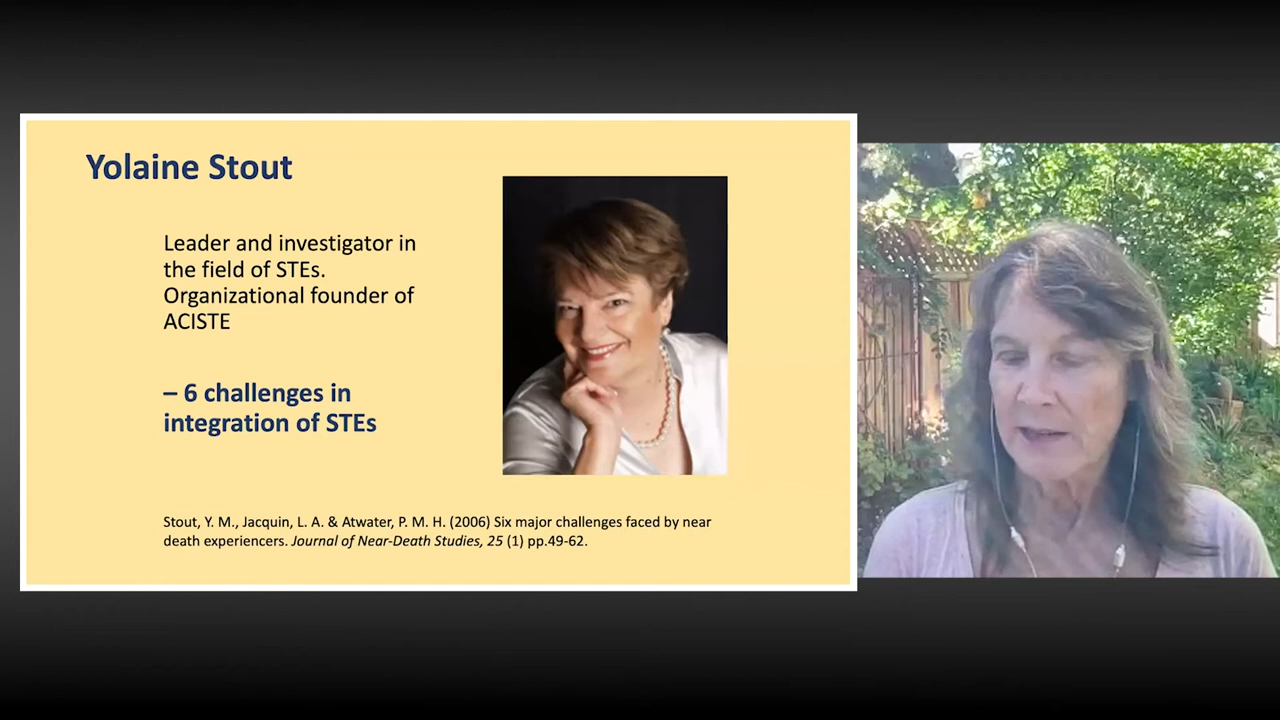 Yolaine Stout
Leader and investigator in
the field of STEs.
Organizational founder of
ACISTE
– 6 challenges in
integration of STEs
Stout, Y. M., Jacquin, L. A. & Atwater, P. M. H. (2006) Six major challenges faced by near
death experiencers. Journal of Near-Death Studies, 25 (1) pp.49-62.